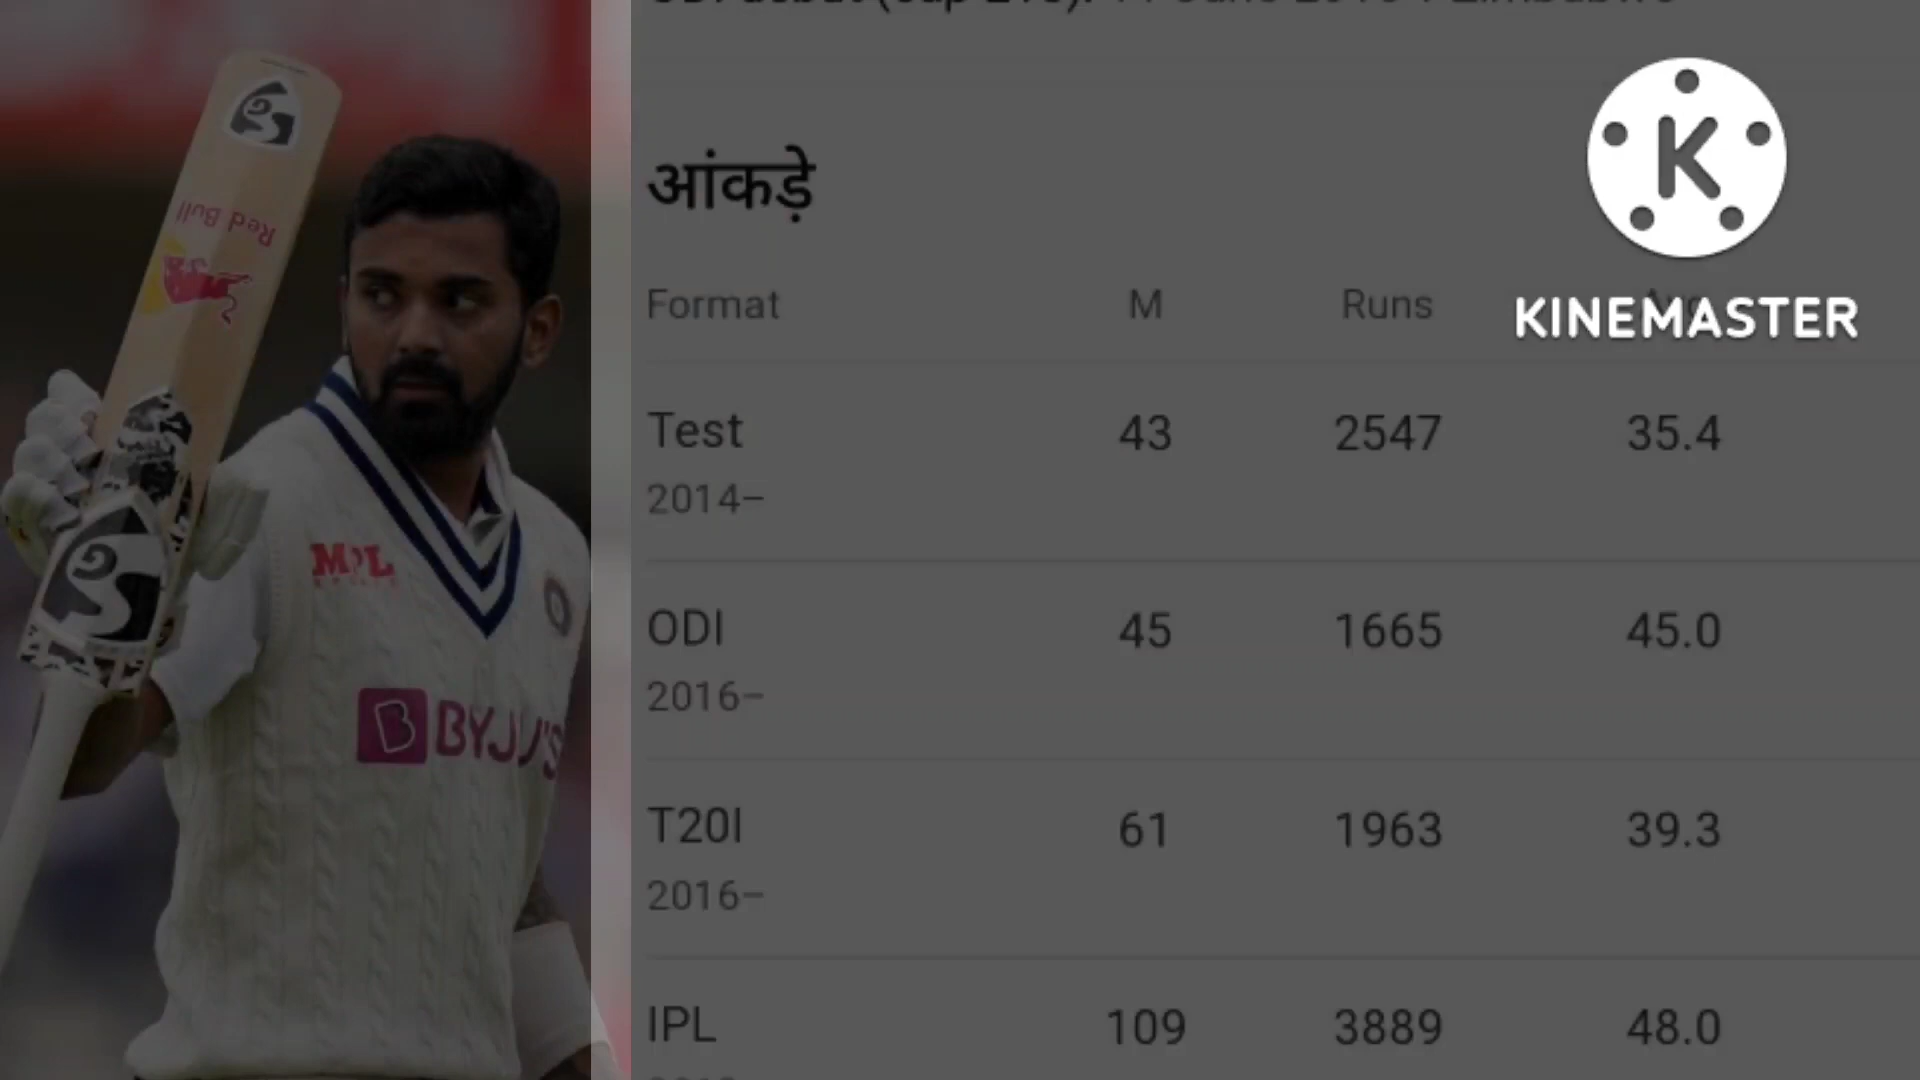 Red Bull
MPL
BYJU'S
आंकड़े
KINEMASTER
Format M Runs
Test 43 2547 35.4
2014–
ODI 45 1665 45.0
2016–
T20I 61 1963 39.3
2016–
IPL 109 3889 48.0